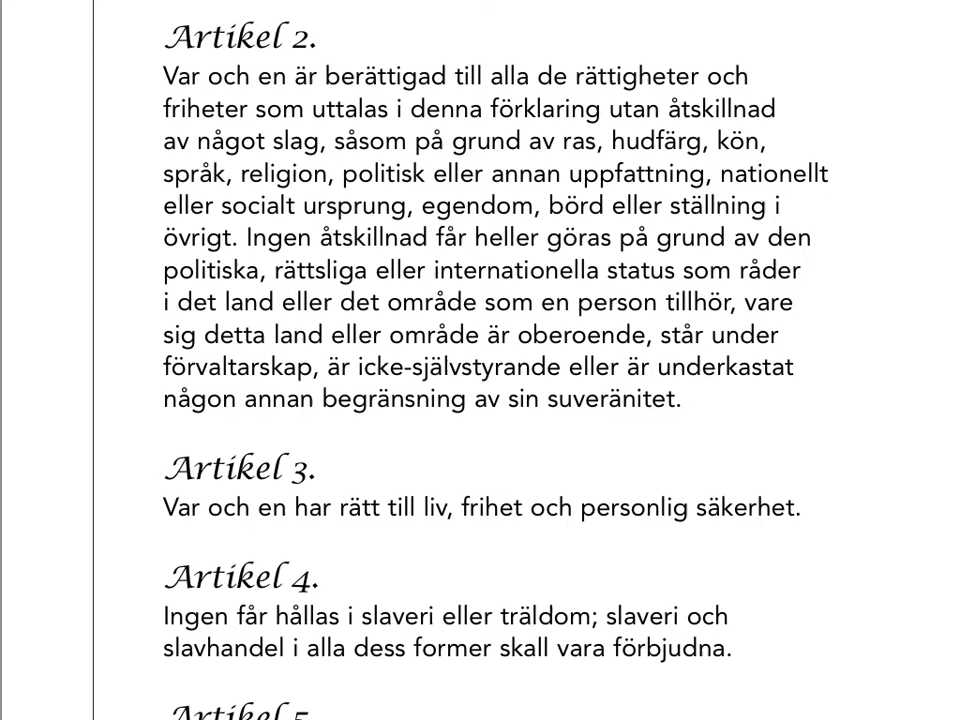 Artikel 2.
Var och en är berättigad till alla de rättigheter och
friheter som uttalas i denna förklaring utan åtskillnad
av något slag, såsom på grund av ras, hudfärg, kön,
språk, religion, politisk eller annan uppfattning, nationellt
eller socialt ursprung, egendom, börd eller ställning i
övrigt. Ingen åtskillnad får heller göras på grund av den
politiska, rättsliga eller internationella status som råder
i det land eller det område som en person tillhör, vare
sig detta land eller område är oberoende, står under
förvaltarskap, är icke-självstyrande eller är underkastat
någon annan begränsning av sin suveränitet.
Artikel 3.
Var och en har rätt till liv, frihet och personlig säkerhet.
Artikel 4.
Ingen får hållas i slaveri eller träldom; slaveri och
slavhandel i alla dess former skall vara förbjudna.
Artikel 5